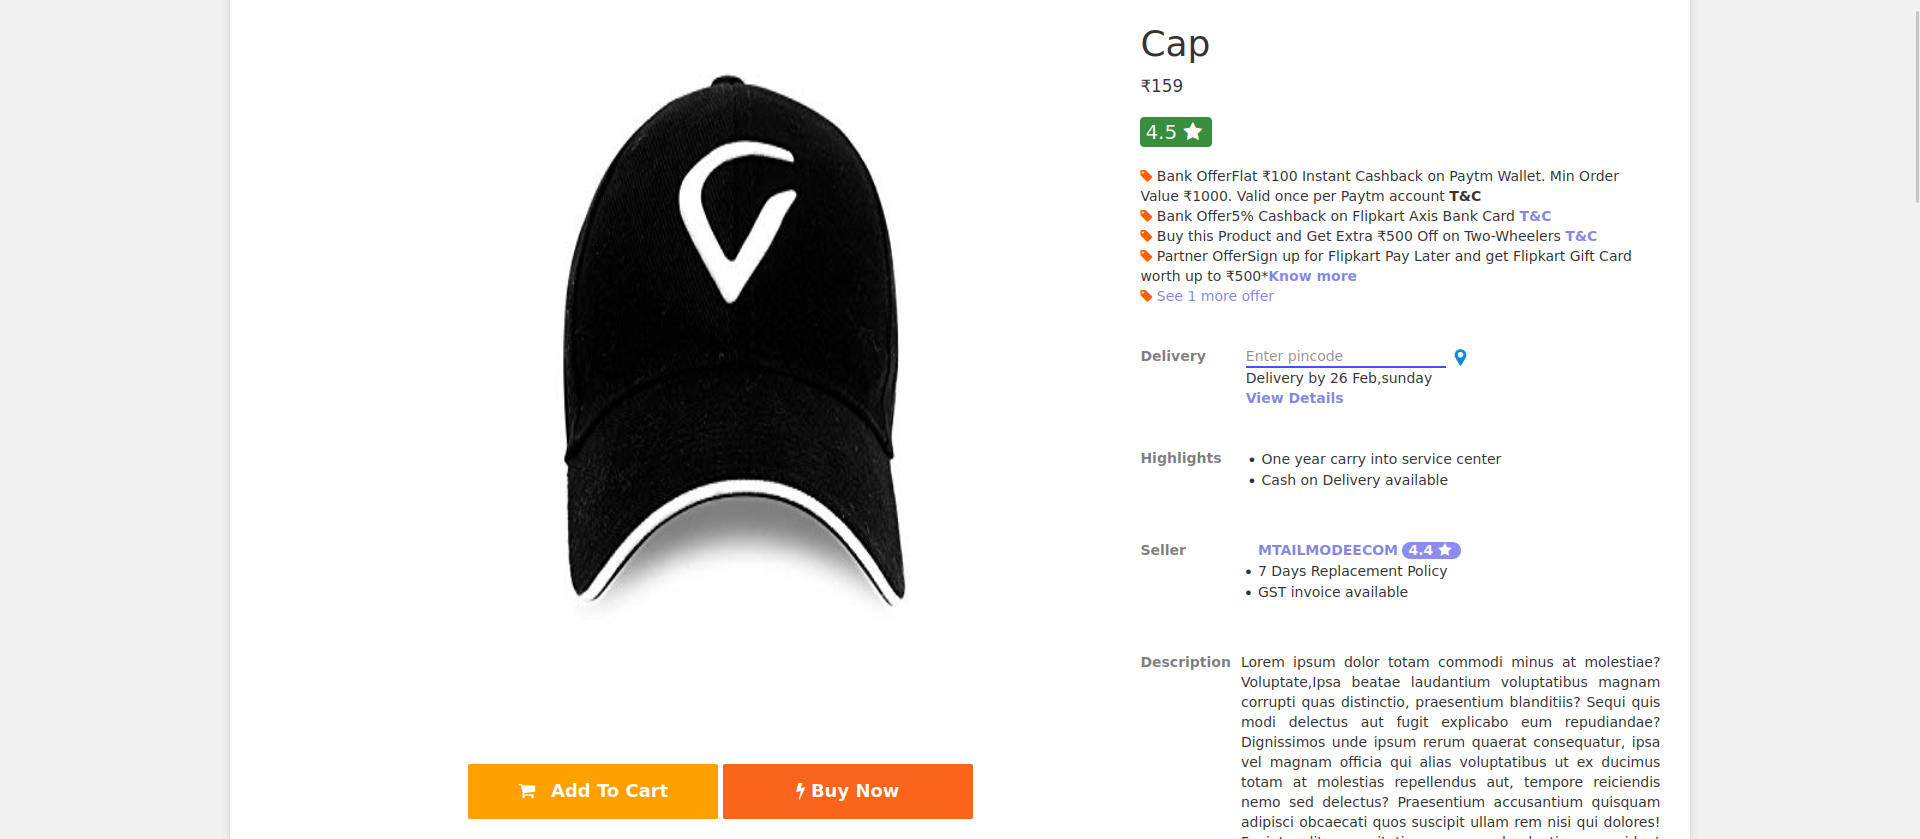 Cap
₹159
4.5
Bank OfferFlat ₹100 Instant Cashback on Paytm Wallet. Min Order
Value ₹1000. Valid once per Paytm account T&C
Bank Offer5% Cashback on Flipkart Axis Bank Card T&C
Buy this Product and Get Extra ₹500 Off on Two-Wheelers T&C
Partner OfferSign up for Flipkart Pay Later and get Flipkart Gift Card
worth up to ₹500*Know more
See 1 more offer
Delivery
Enter pincode
Delivery by 26 Feb,sunday
View Details
Highlights
One year carry into service center
Cash on Delivery available
Seller
MTAILMODEECOM 4.4
7 Days Replacement Policy
GST invoice available
Description
Lorem ipsum dolor totam commodi minus at molestiae?
Voluptate,Ipsa beatae laudantium voluptatibus magnam
corrupti quas distinctio, praesentium blanditiis? Sequi quis
modi delectus aut fugit explicabo eum repudiandae?
Dignissimos unde ipsum rerum quaerat consequatur, ipsa
vel magnam officia qui alias voluptatibus ut ex ducimus
totam at molestias repellendus aut, tempore reiciendis
nemo sed delectus? Praesentium accusantium quisquam
adipisci obcaecati quos suscipit ullam rem nisi qui dolores!
Add To Cart
Buy Now